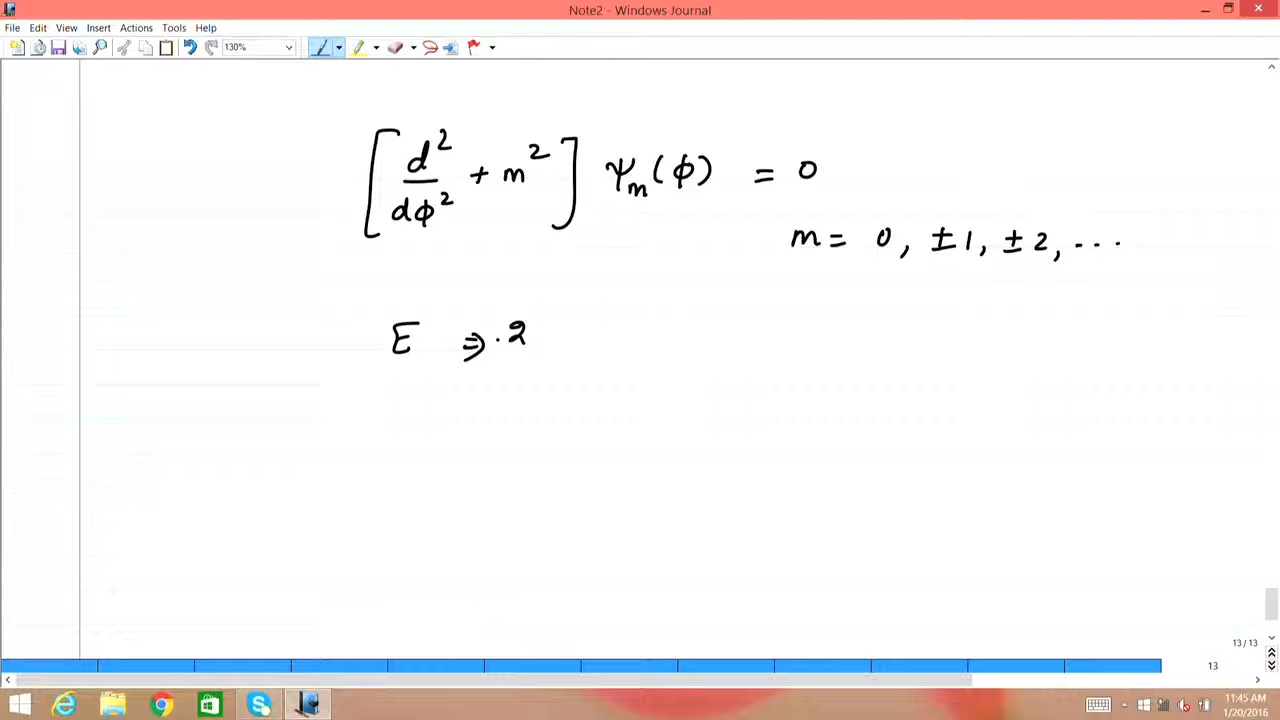 Note2 - Windows Journal
File Edit View Insert Actions Tools Help
130%
[d²/dφ² + m²] ψₘ(φ) = 0
m = 0, ±1, ±2, ...
E ⇒ · 2
13 / 13
13
11:45 AM
1/20/2016